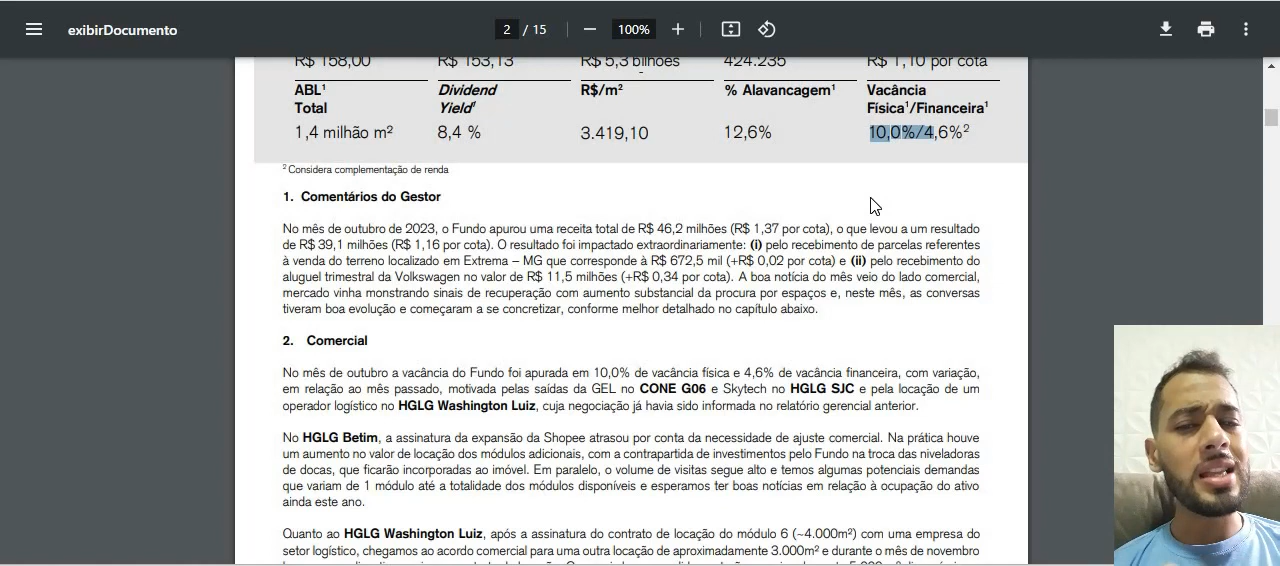 exibirDocumento
2 / 15
100%
R$ 158,00 R$ 153,13 R$ 5,3 bilhões 424.235 R$ 1,10 por cota
ABL¹ Dividend R$/m² % Alavancagem¹ Vacância
Total Yield¹ Física¹/Financeira¹
1,4 milhão m² 8,4 % 3.419,10 12,6% 10,0%/4,6%²
² Considera complementação de renda
1. Comentários do Gestor
No mês de outubro de 2023, o Fundo apurou uma receita total de R$ 46,2 milhões (R$ 1,37 por cota), o que levou a um resultado
de R$ 39,1 milhões (R$ 1,16 por cota). O resultado foi impactado extraordinariamente: (i) pelo recebimento de parcelas referentes
à venda do terreno localizado em Extrema – MG que corresponde à R$ 672,5 mil (+R$ 0,02 por cota) e (ii) pelo recebimento do
aluguel trimestral da Volkswagen no valor de R$ 11,5 milhões (+R$ 0,34 por cota). A boa notícia do mês veio do lado comercial,
mercado vinha monstrando sinais de recuperação com aumento substancial da procura por espaços e, neste mês, as conversas
tiveram boa evolução e começaram a se concretizar, conforme melhor detalhado no capítulo abaixo.
2. Comercial
No mês de outubro a vacância do Fundo foi apurada em 10,0% de vacância física e 4,6% de vacância financeira, com variação,
em relação ao mês passado, motivada pelas saídas da GEL no CONE G06 e Skytech no HGLG SJC e pela locação de um
operador logístico no HGLG Washington Luiz, cuja negociação já havia sido informada no relatório gerencial anterior.
No HGLG Betim, a assinatura da expansão da Shopee atrasou por conta da necessidade de ajuste comercial. Na prática houve
um aumento no valor de locação dos módulos adicionais, com a contrapartida de investimentos pelo Fundo na troca das niveladoras
de docas, que ficarão incorporadas ao imóvel. Em paralelo, o volume de visitas segue alto e temos algumas potenciais demandas
que variam de 1 módulo até a totalidade dos módulos disponíveis e esperamos ter boas notícias em relação à ocupação do ativo
ainda este ano.
Quanto ao HGLG Washington Luiz, após a assinatura do contrato de locação do módulo 6 (~4.000m²) com uma empresa do
setor logístico, chegamos ao acordo comercial para uma outra locação de aproximadamente 3.000m² e durante o mês de novembro